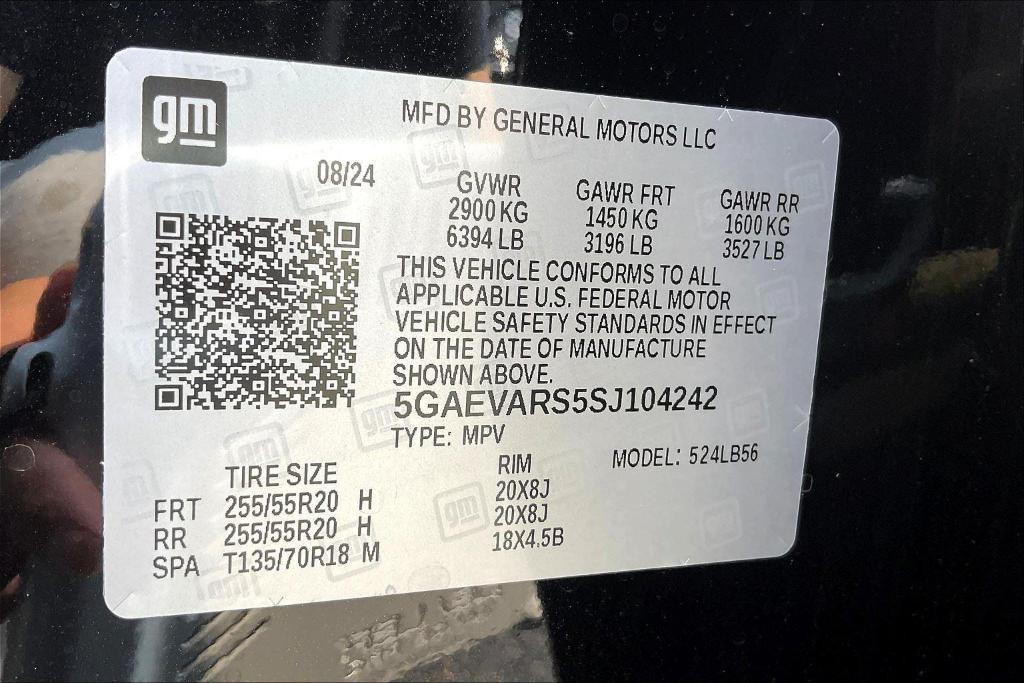 gm
MFD BY GENERAL MOTORS LLC
08/24
GVWR GAWR FRT GAWR RR
2900 KG 1450 KG 1600 KG
6394 LB 3196 LB 3527 LB
THIS VEHICLE CONFORMS TO ALL
APPLICABLE U.S. FEDERAL MOTOR
VEHICLE SAFETY STANDARDS IN EFFECT
ON THE DATE OF MANUFACTURE
SHOWN ABOVE.
5GAEVARS5SJ104242
TYPE: MPV
MODEL: 524LB56
TIRE SIZE RIM
FRT 255/55R20 H 20X8J
RR 255/55R20 H 20X8J
SPA T135/70R18 M 18X4.5B
gm